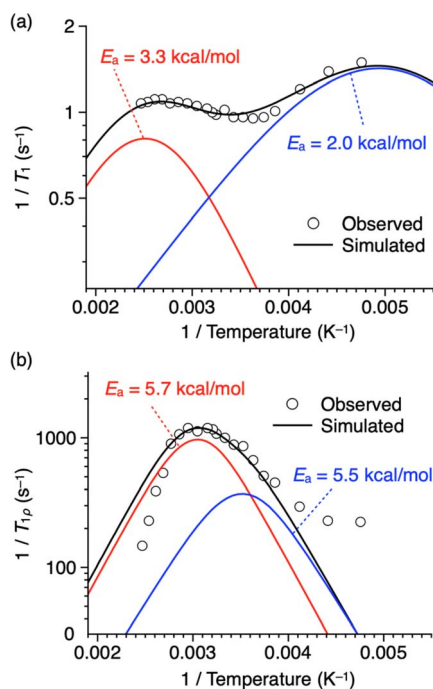 (a)
2
Eₐ = 3.3 kcal/mol
1
Eₐ = 2.0 kcal/mol
0.5
Observed
Simulated
1 / T₁ (s⁻¹)
0.002 0.003 0.004 0.005
1 / Temperature (K⁻¹)
(b)
Eₐ = 5.7 kcal/mol
Observed
1000
Simulated
Eₐ = 5.5 kcal/mol
100
0
1 / T₁ρ (s⁻¹)
0.002 0.003 0.004 0.005
1 / Temperature (K⁻¹)